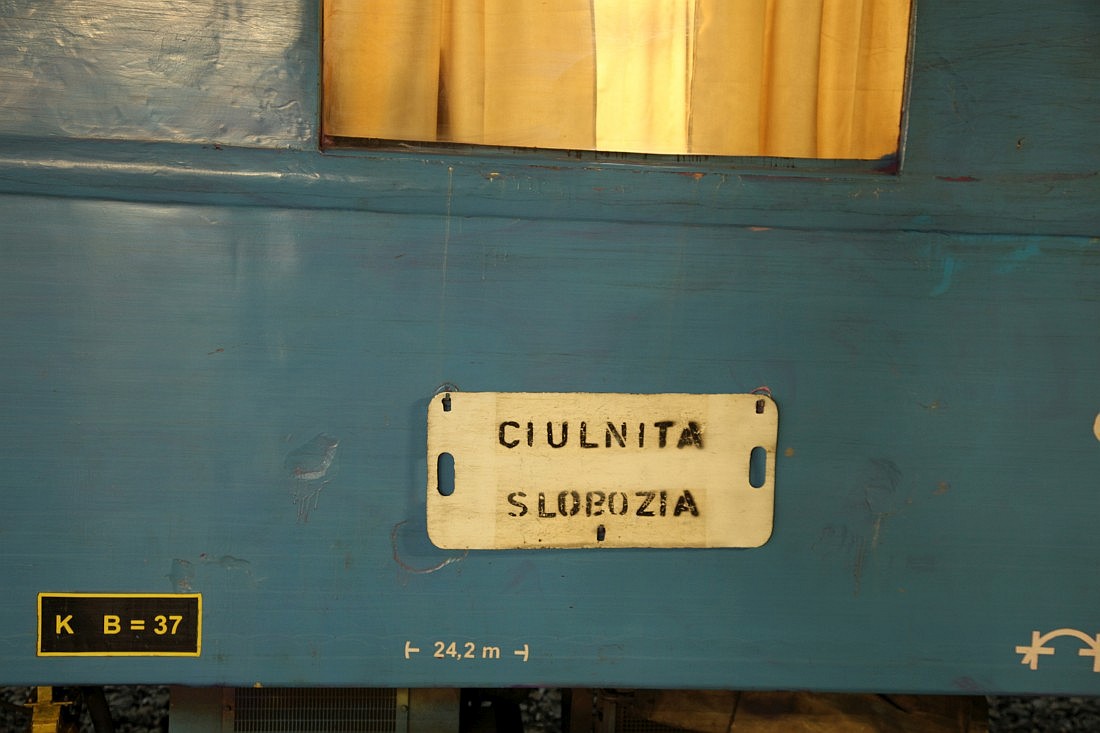 CIULNITA
SLOBOZIA
K B = 37
24,2 m